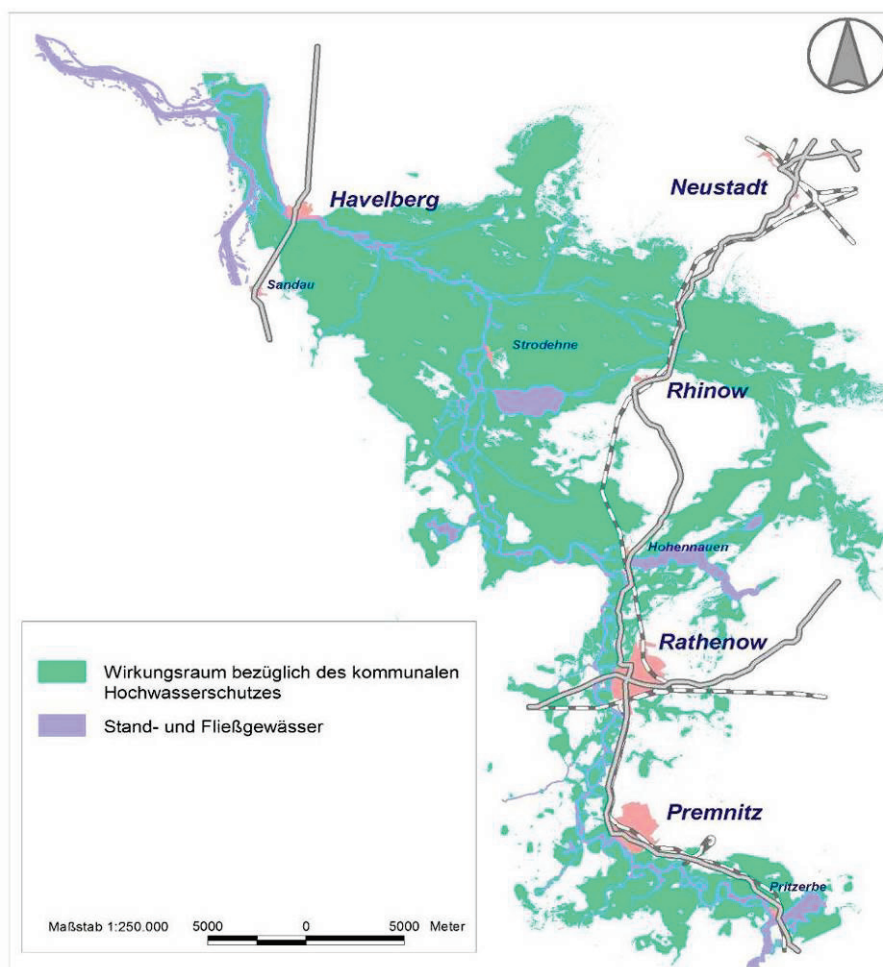 Neustadt
Havelberg
Sandau
Strodehne
Rhinow
Hohennauen
Rathenow
Wirkungsraum bezüglich des kommunalen
Hochwasserschutzes
Stand- und Fließgewässer
Premnitz
Pritzerbe
Maßstab 1:250.000 5000 0 5000 Meter